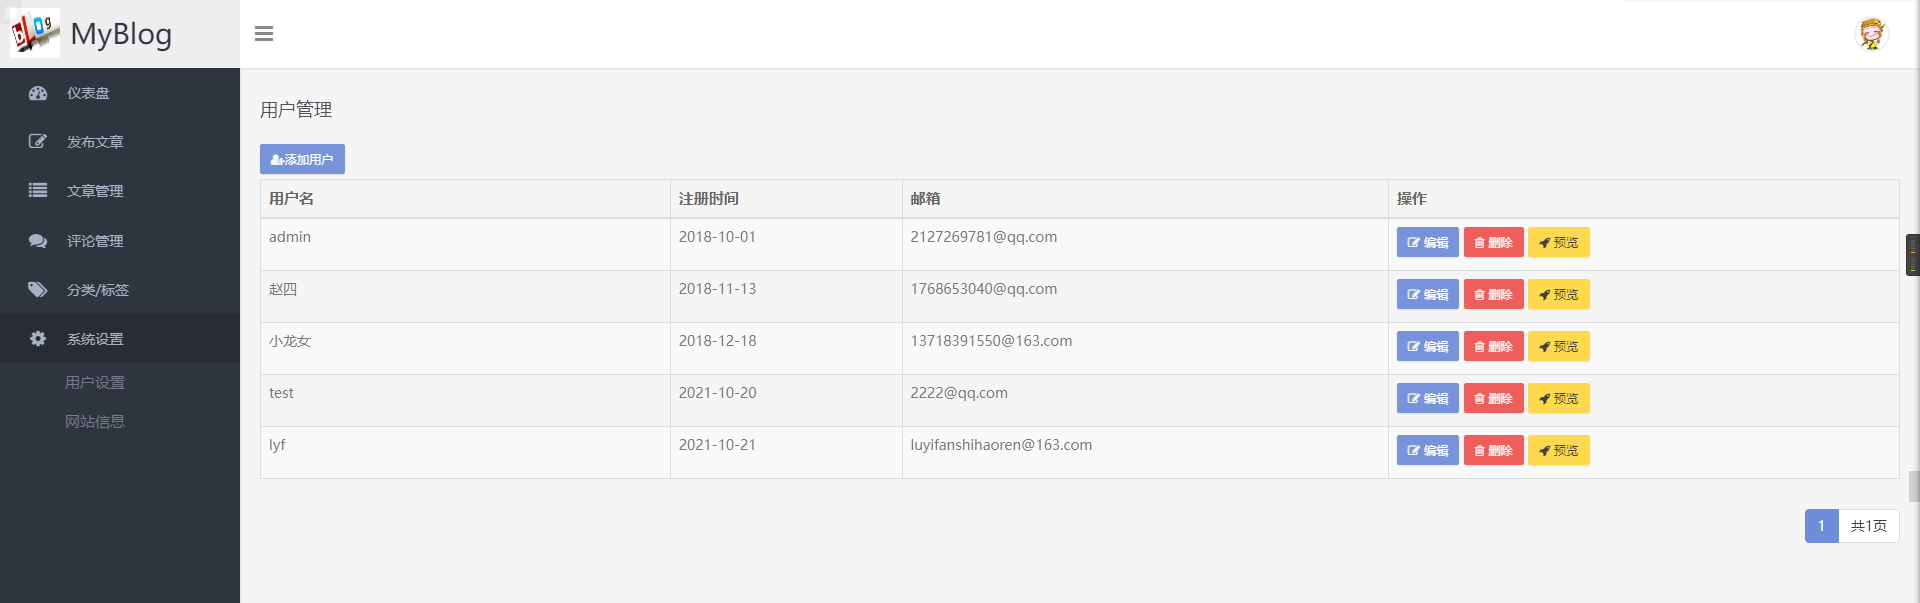 MyBlog
仪表盘
发布文章
文章管理
评论管理
分类/标签
系统设置
用户设置
网站信息
用户管理
添加用户
用户名 注册时间 邮箱 操作
admin 2018-10-01 2127269781@qq.com 编辑 删除 预览
赵四 2018-11-13 1768653040@qq.com 编辑 删除 预览
小龙女 2018-12-18 13718391550@163.com 编辑 删除 预览
test 2021-10-20 2222@qq.com 编辑 删除 预览
lyf 2021-10-21 luyifanshihaoren@163.com 编辑 删除 预览
1 共1页